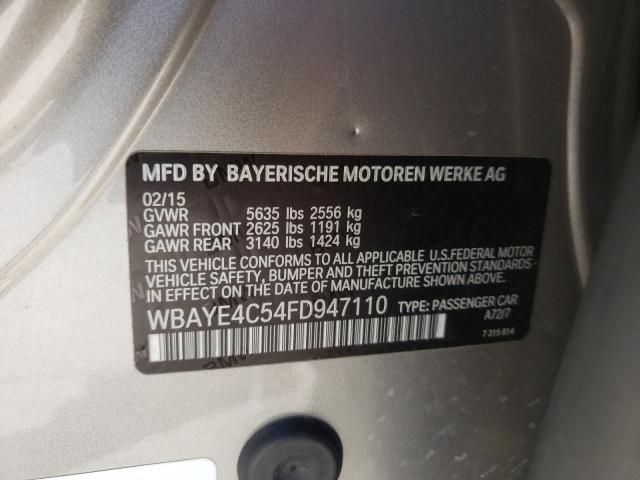 MFD BY BAYERISCHE MOTOREN WERKE AG
02/15
GVWR 5635 lbs 2556 kg
GAWR FRONT 2625 lbs 1191 kg
GAWR REAR 3140 lbs 1424 kg
THIS VEHICLE CONFORMS TO ALL APPLICABLE U.S.FEDERAL MOTOR
VEHICLE SAFETY, BUMPER AND THEFT PREVENTION STANDARDS
IN EFFECT ON THE DATE OF MANUFACTURE SHOWN ABOVE.
WBAYE4C54FD947110 TYPE: PASSENGER CAR
A72/7
7 315 614